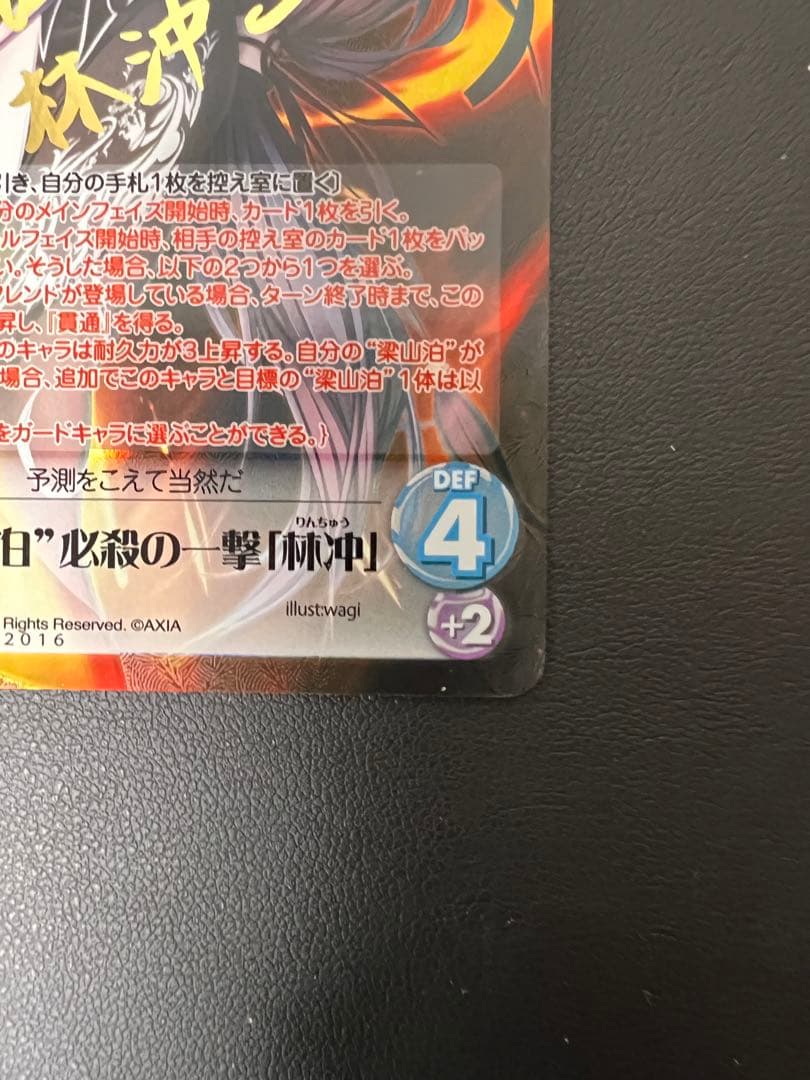 林冲
引き、自分の手札1枚を控え室に置く〕
分のメインフェイズ開始時、カード1枚を引く。
ルフェイズ開始時、相手の控え室のカード1枚をバッ
い。そうした場合、以下の2つから1つを選ぶ。
フレンドが登場している場合、ターン終了時まで、この
昇し、『貫通』を得る。
のキャラは耐久力が3上昇する。自分の“梁山泊”が
場合、追加でこのキャラと目標の“梁山泊”1体は以
をガードキャラに選ぶことができる。}
予測をこえて当然だ
DEF
4
りんちゅう
泊”必殺の一撃「林冲」
illust:wagi
+2
Rights Reserved. ©AXIA
2016